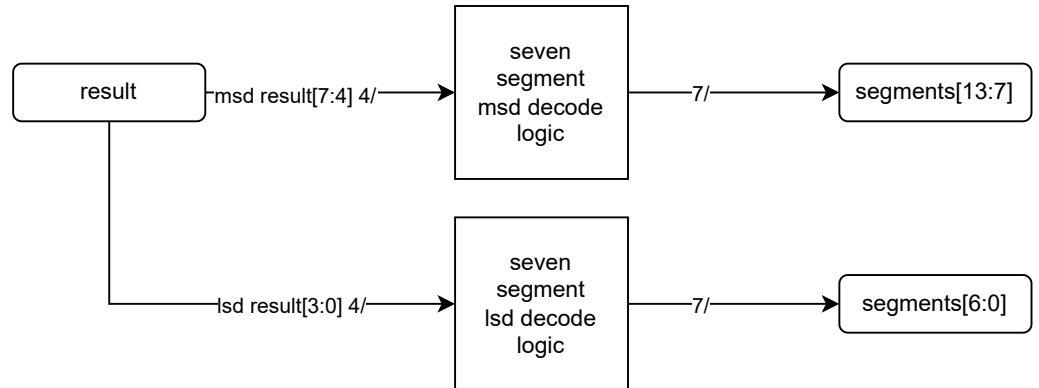 result
msd result[7:4] 4/
seven
segment
msd decode
logic
7/
segments[13:7]
lsd result[3:0] 4/
seven
segment
lsd decode
logic
7/
segments[6:0]